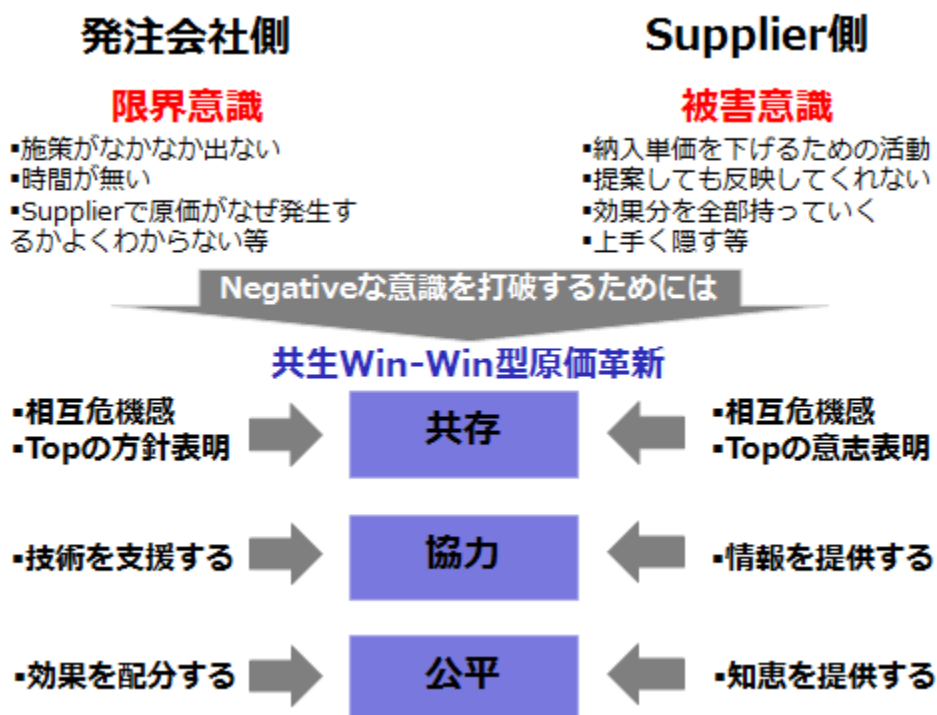 発注会社側
Supplier側
限界意識
▪施策がなかなか出ない
▪時間が無い
▪Supplierで原価がなぜ発生す
るかよくわからない等
被害意識
▪納入単価を下げるための活動
▪提案しても反映してくれない
▪効果分を全部持っていく
▪上手く隠す等
Negativeな意識を打破するためには
共生Win-Win型原価革新
▪相互危機感
▪Topの方針表明
共存
▪相互危機感
▪Topの意志表明
▪技術を支援する
協力
▪情報を提供する
▪効果を配分する
公平
▪知恵を提供する